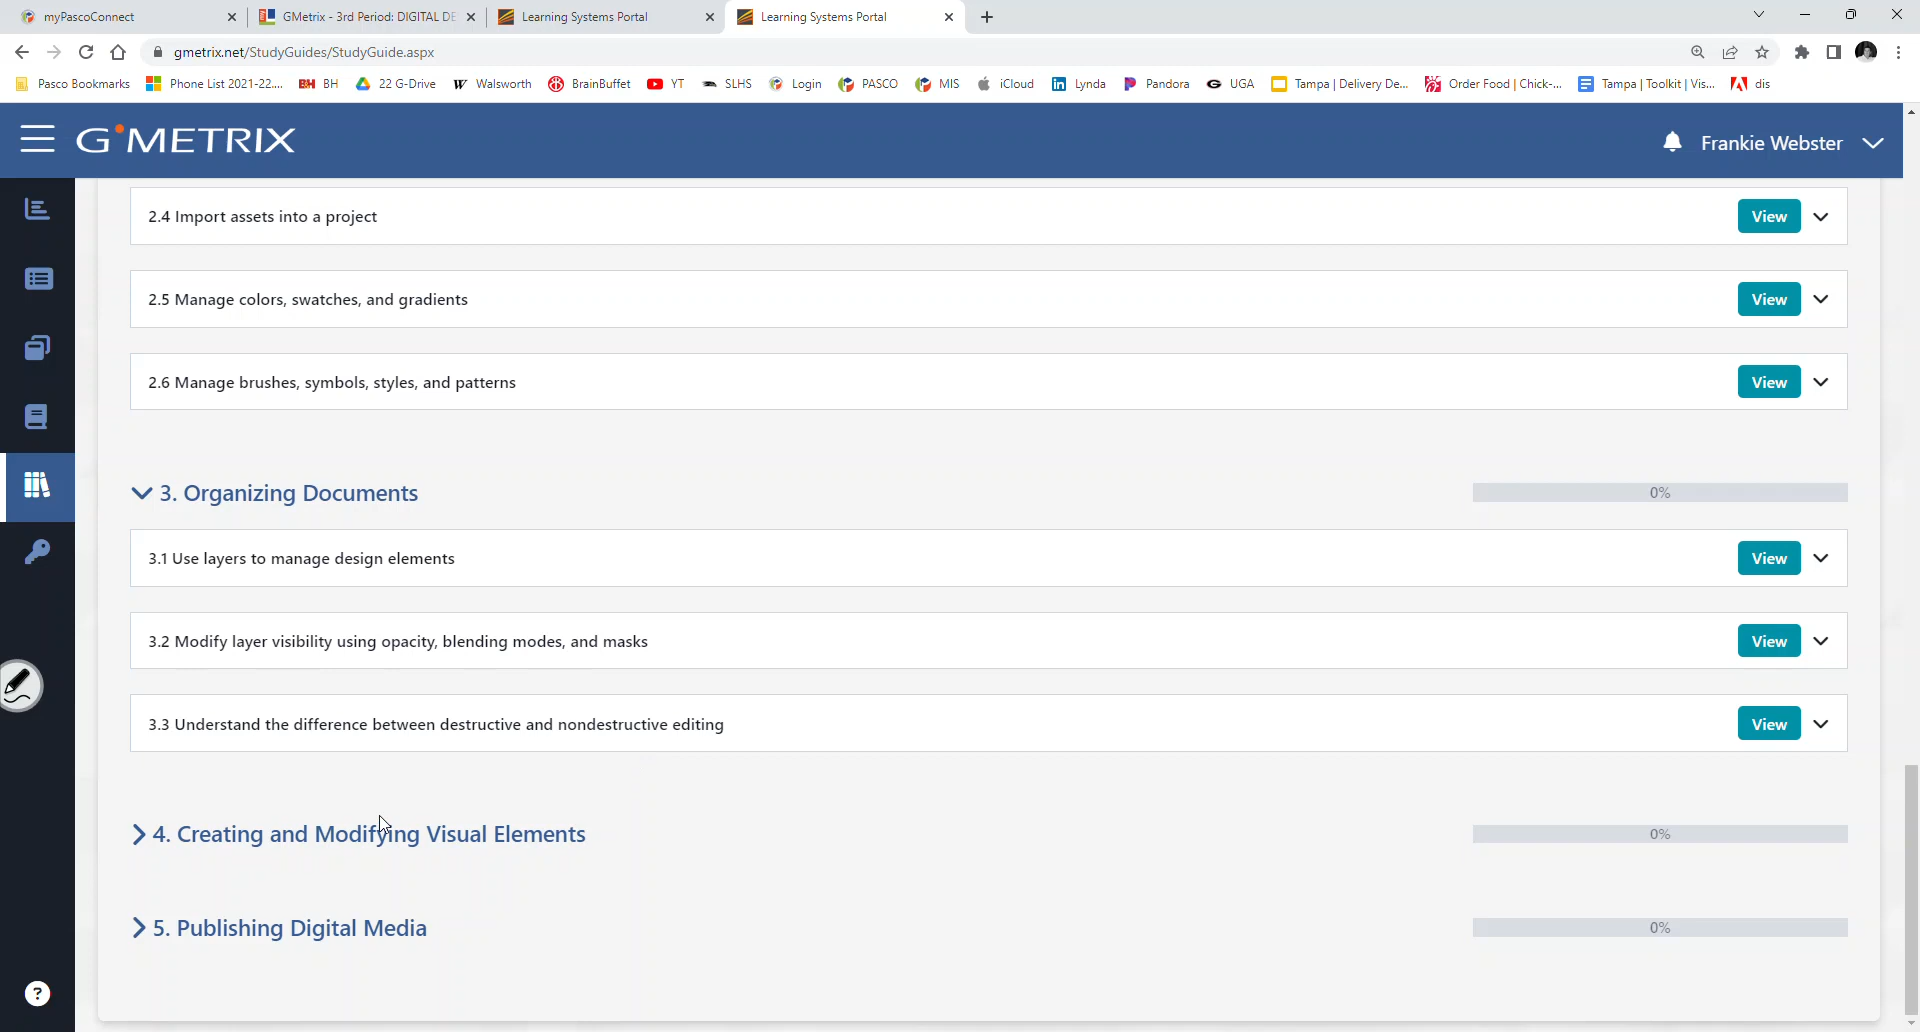 myPascoConnect
GMetrix - 3rd Period: DIGITAL DE
Learning Systems Portal
Learning Systems Portal
gmetrix.net/StudyGuides/StudyGuide.aspx
Pasco Bookmarks
Phone List 2021-22....
BH
22 G-Drive
Walsworth
BrainBuffet
YT
SLHS
Login
PASCO
MIS
iCloud
Lynda
Pandora
UGA
Tampa | Delivery De...
Order Food | Chick-...
Tampa | Toolkit | Vis...
dis
GMETRIX
Frankie Webster
2.4 Import assets into a project
View
2.5 Manage colors, swatches, and gradients
View
2.6 Manage brushes, symbols, styles, and patterns
View
3. Organizing Documents
0%
3.1 Use layers to manage design elements
View
3.2 Modify layer visibility using opacity, blending modes, and masks
View
3.3 Understand the difference between destructive and nondestructive editing
View
4. Creating and Modifying Visual Elements
0%
5. Publishing Digital Media
0%